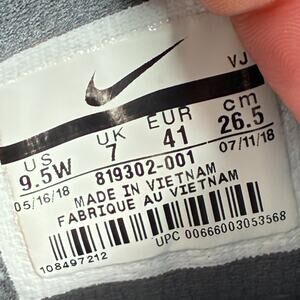 VJ
US UK EUR cm
9.5W 7 41 26.5
05/16/18 819302-001 07/11/18
MADE IN VIETNAM
FABRIQUE AU VIETNAM
UPC 00666003053568
108497212